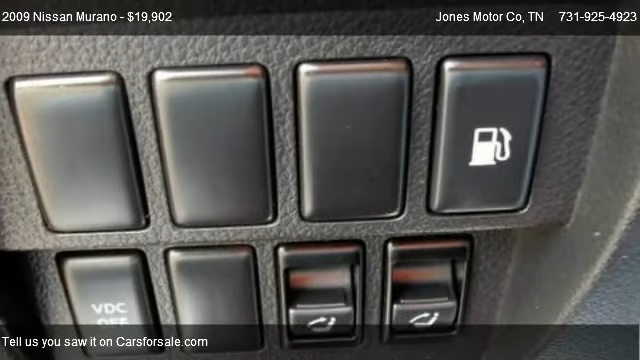 2009 Nissan Murano - $19,902
Jones Motor Co, TN 731-925-4923
VDC
OFF
Tell us you saw it on Carsforsale.com